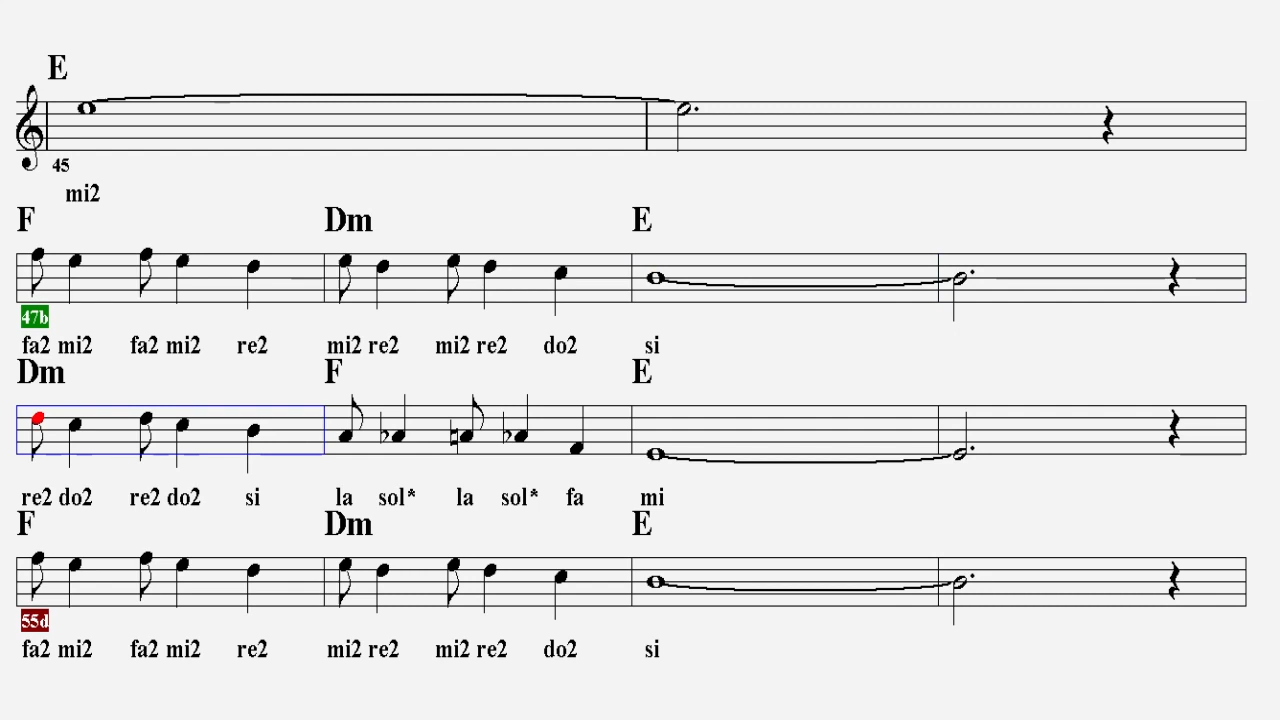 E
45
mi2
F Dm E
47b
fa2 mi2 fa2 mi2 re2 mi2 re2 mi2 re2 do2 si
Dm F E
re2 do2 re2 do2 si la sol* la sol* fa mi
F Dm E
55d
fa2 mi2 fa2 mi2 re2 mi2 re2 mi2 re2 do2 si